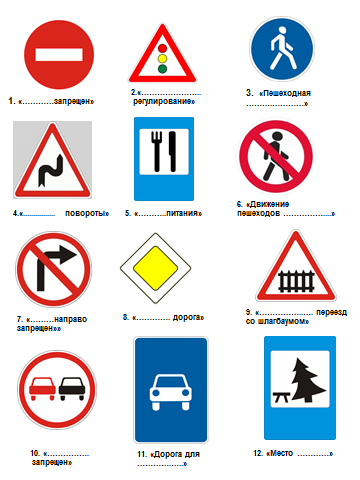 1. «...........запрещен»
2.«.......................
регулирование»
3. «Пешеходная
.......................»
4.«............ повороты»
5. «..........питания»
6. «Движение
пешеходов ..................»
7. «.........направо
запрещен»»
8. «............. дорога»
9. «..................... переезд
со шлагбаумом»
10. «................
запрещен»
11. «Дорога для
..................»
12. «Место ............»